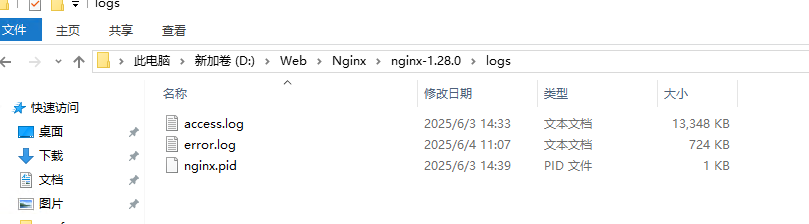 logs
文件 主页 共享 查看
此电脑 新加卷 (D:) Web Nginx nginx-1.28.0 logs
名称 修改日期 类型 大小
快速访问
access.log 2025/6/3 14:33 文本文档 13,348 KB
桌面
error.log 2025/6/4 11:07 文本文档 724 KB
下载
nginx.pid 2025/6/3 14:39 PID 文件 1 KB
文档
图片